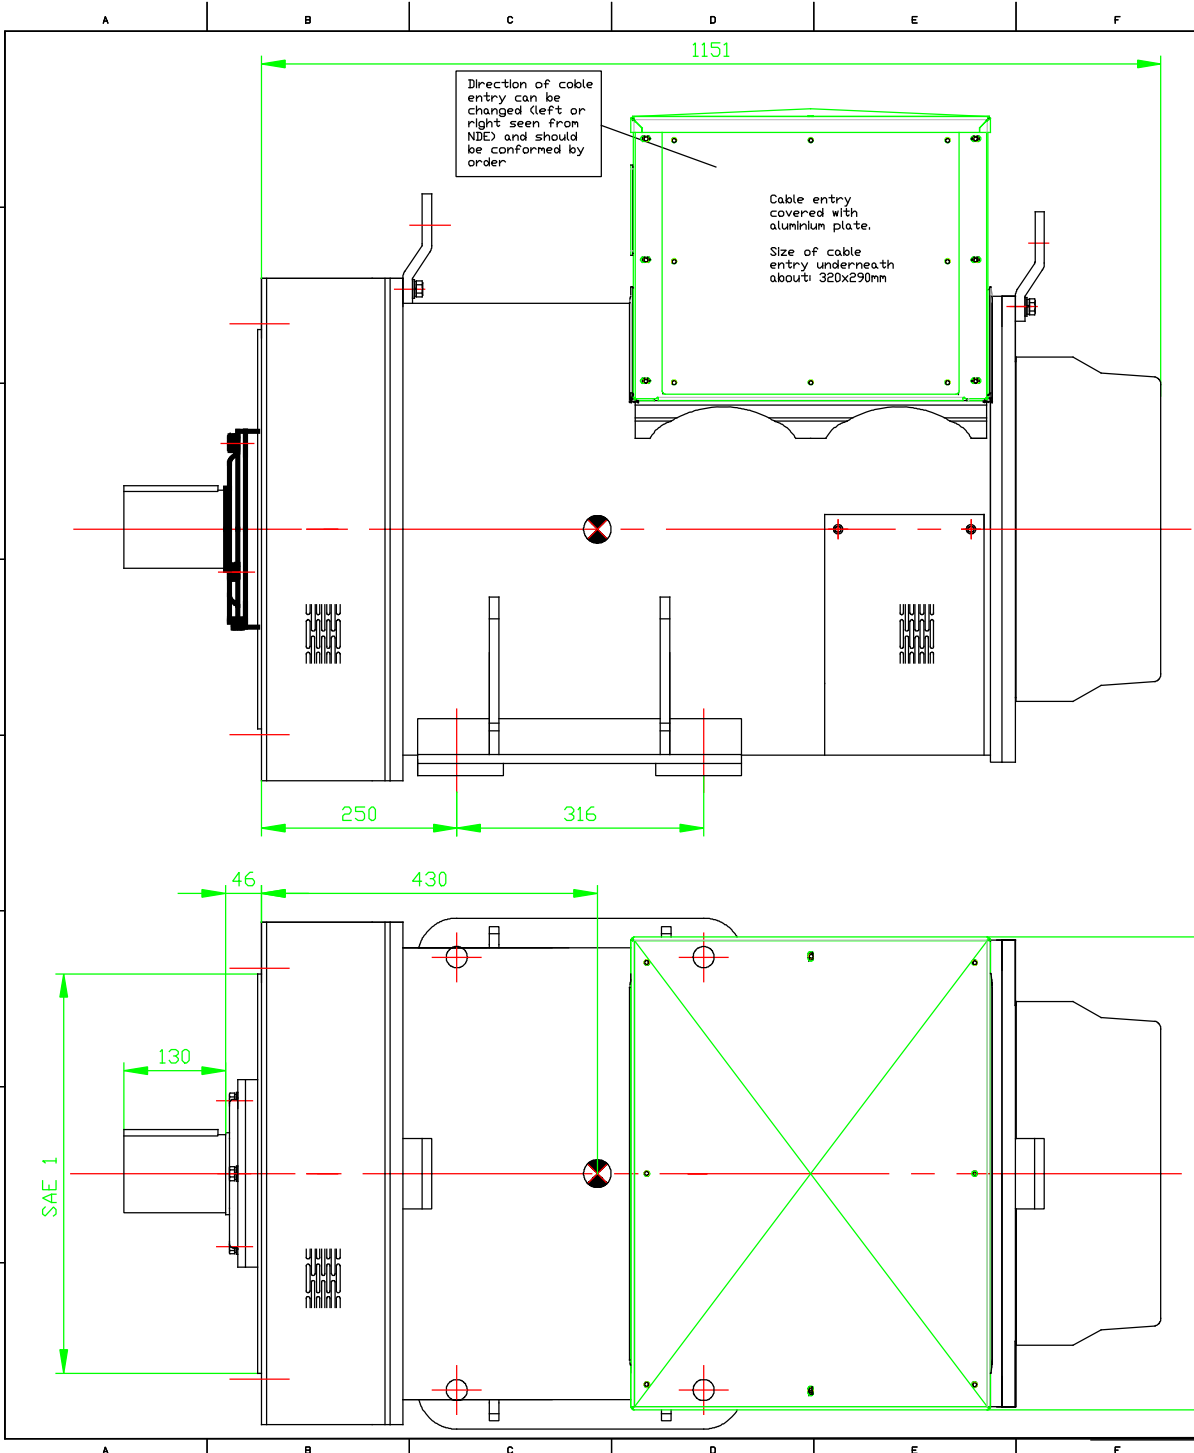 A B C D E F
1151
Direction of coble
entry can be
changed (left or
right seen from
NDE) and should
be conformed by
order
Cable entry
covered with
aluminium plate.
Size of cable
entry underneath
about: 320x290mm
250 316
46 430
130
SAE 1
A B C D E F